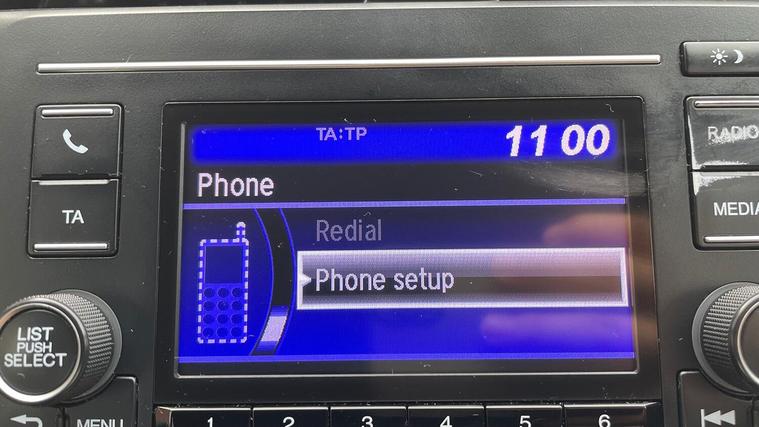 TA:TP
11 00
Phone
Redial
Phone setup
TA
LIST
PUSH
SELECT
RADIO
MEDIA
MENU
1 2 3 4 5 6